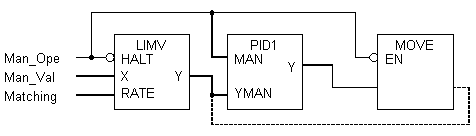 LIMV PID1 MOVE
Man_Ope HALT MAN EN
Man_Val X Y Y
Matching RATE YMAN